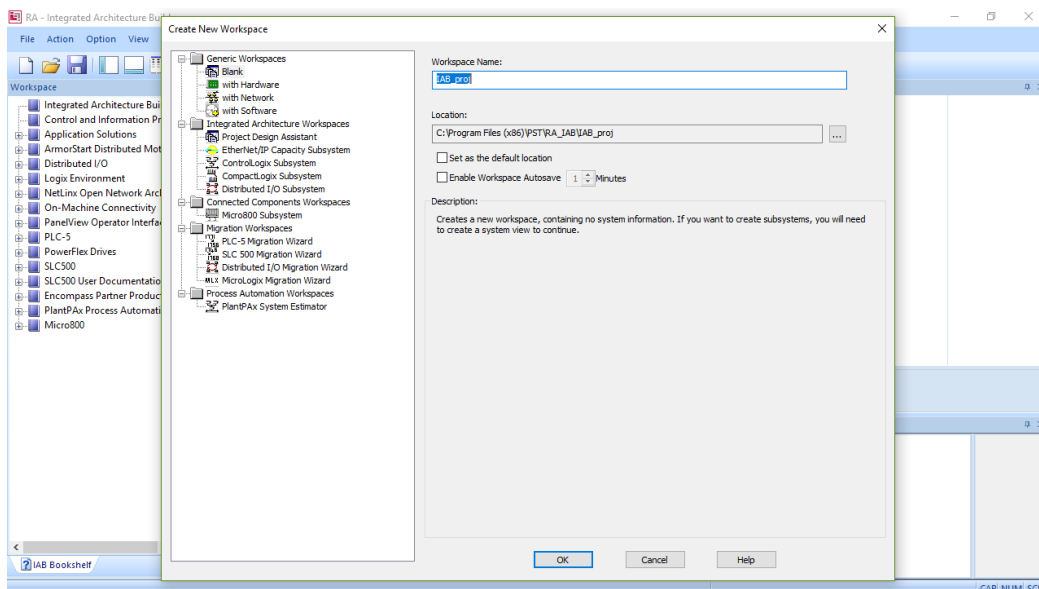 RA - Integrated Architecture Bu
File Action Option View
Workspace
Integrated Architecture Bui
Control and Information Pr
Application Solutions
ArmorStart Distributed Mot
Distributed I/O
Logix Environment
NetLinx Open Network Arcl
On-Machine Connectivity
PanelView Operator Interfa
PLC-5
PowerFlex Drives
SLC500
SLC500 User Documentatio
Encompass Partner Produc
PlantPAx Process Automati
Micro800
IAB Bookshelf
Create New Workspace
Generic Workspaces
Blank
with Hardware
with Network
with Software
Integrated Architecture Workspaces
Project Design Assistant
EtherNet/IP Capacity Subsystem
ControlLogix Subsystem
CompactLogix Subsystem
Distributed I/O Subsystem
Connected Components Workspaces
Micro800 Subsystem
Migration Workspaces
PLC-5 Migration Wizard
SLC 500 Migration Wizard
Distributed I/O Migration Wizard
MLX MicroLogix Migration Wizard
Process Automation Workspaces
PlantPAx System Estimator
Workspace Name:
IAB_proj
Location:
C:\Program Files (x86)\PST\RA_IAB\IAB_proj
...
Set as the default location
Enable Workspace Autosave 1 Minutes
Description:
Creates a new workspace, containing no system information. If you want to create subsystems, you will need
to create a system view to continue.
OK Cancel Help
CAP NUM SC